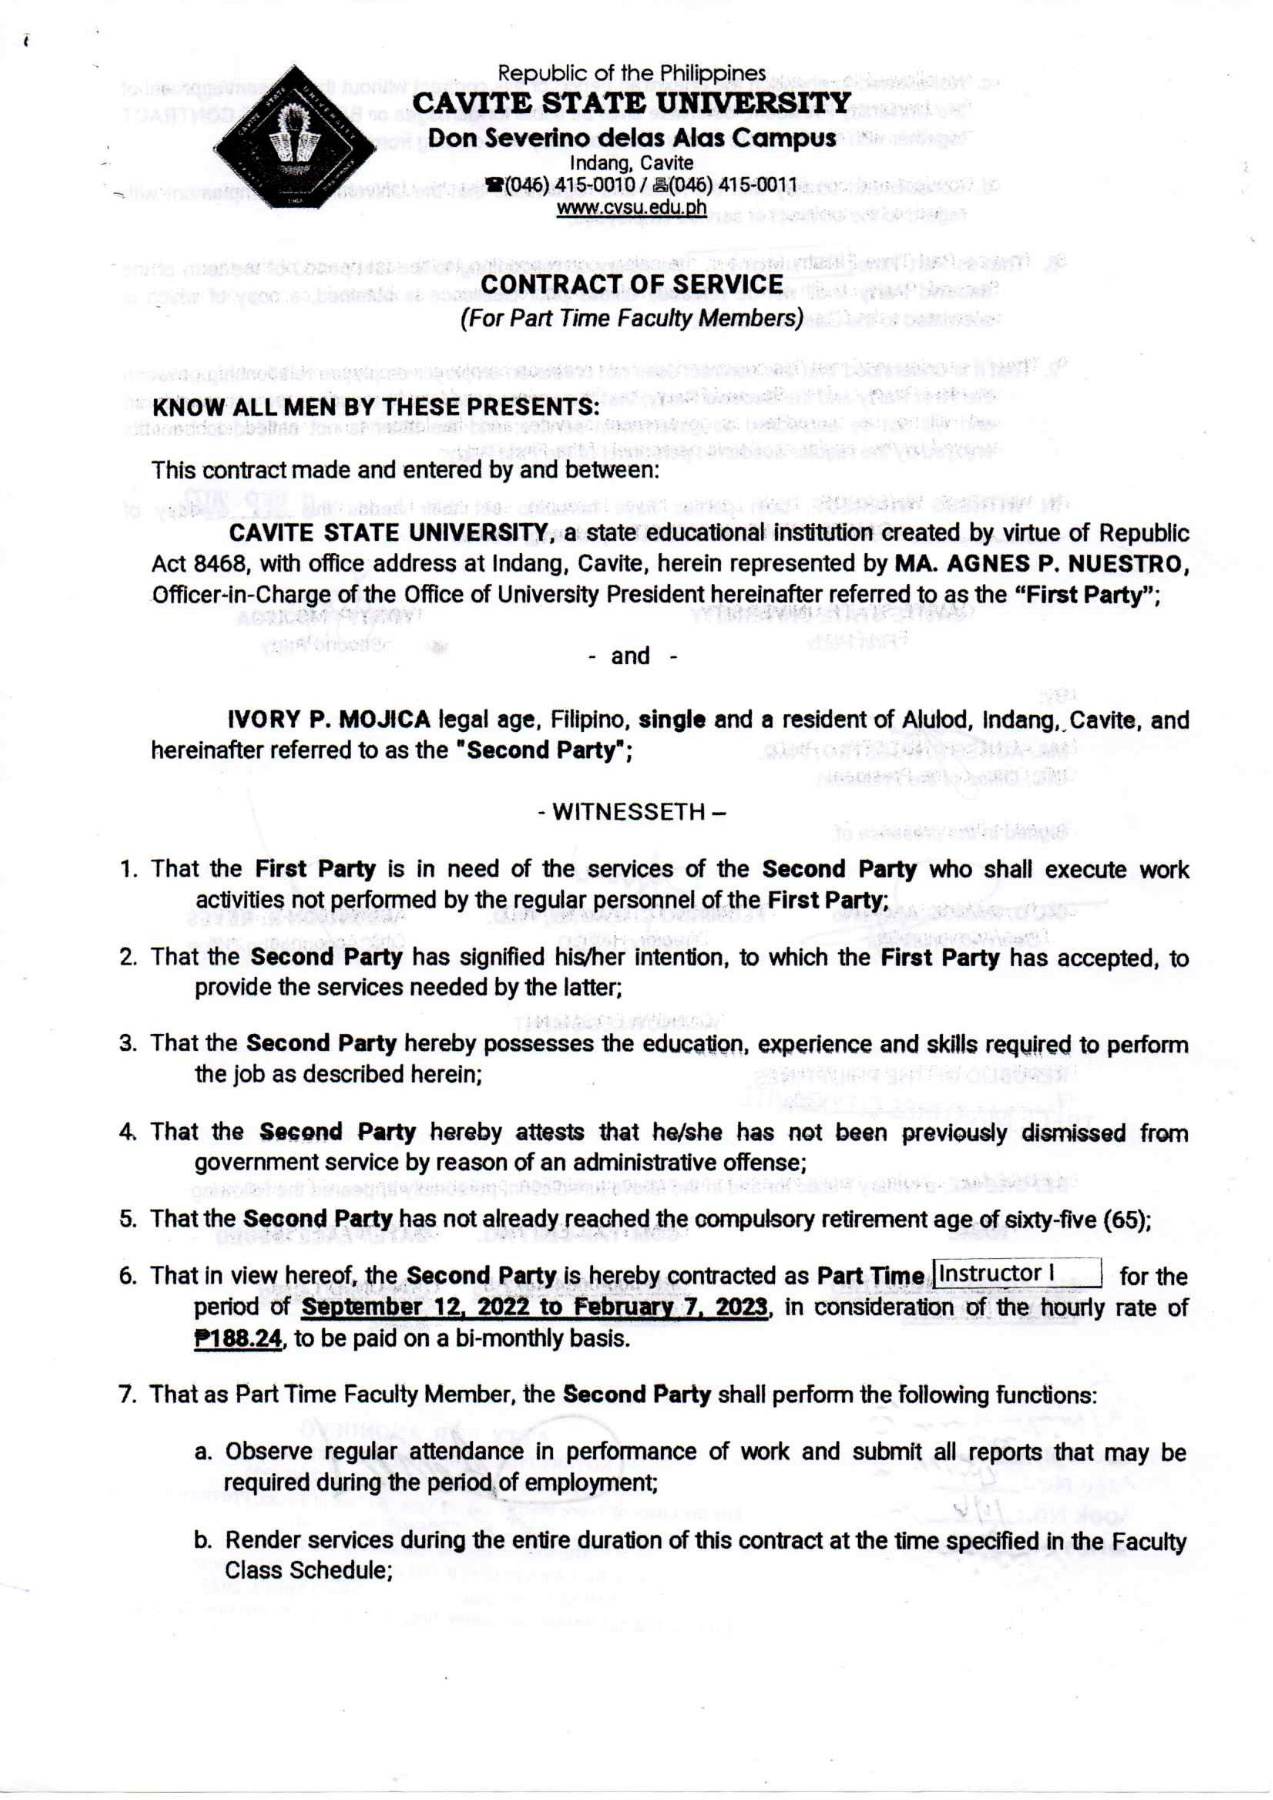 Republic of the Philippines
CAVITE STATE UNIVERSITY
Don Severino delas Alas Campus
Indang, Cavite
☎(046) 415-0010 / 📠(046) 415-0011
www.cvsu.edu.ph
CONTRACT OF SERVICE
(For Part Time Faculty Members)
KNOW ALL MEN BY THESE PRESENTS:
This contract made and entered by and between:
CAVITE STATE UNIVERSITY, a state educational institution created by virtue of Republic
Act 8468, with office address at Indang, Cavite, herein represented by MA. AGNES P. NUESTRO,
Officer-in-Charge of the Office of University President hereinafter referred to as the “First Party”;
- and -
IVORY P. MOJICA legal age, Filipino, single and a resident of Alulod, Indang, Cavite, and
hereinafter referred to as the "Second Party";
- WITNESSETH –
1. That the First Party is in need of the services of the Second Party who shall execute work
activities not performed by the regular personnel of the First Party;
2. That the Second Party has signified his/her intention, to which the First Party has accepted, to
provide the services needed by the latter;
3. That the Second Party hereby possesses the education, experience and skills required to perform
the job as described herein;
4. That the Second Party hereby attests that he/she has not been previously dismissed from
government service by reason of an administrative offense;
5. That the Second Party has not already reached the compulsory retirement age of sixty-five (65);
6. That in view hereof, the Second Party is hereby contracted as Part Time Instructor I for the
period of September 12, 2022 to February 7, 2023, in consideration of the hourly rate of
₱188.24, to be paid on a bi-monthly basis.
7. That as Part Time Faculty Member, the Second Party shall perform the following functions:
a. Observe regular attendance in performance of work and submit all reports that may be
required during the period of employment;
b. Render services during the entire duration of this contract at the time specified in the Faculty
Class Schedule;